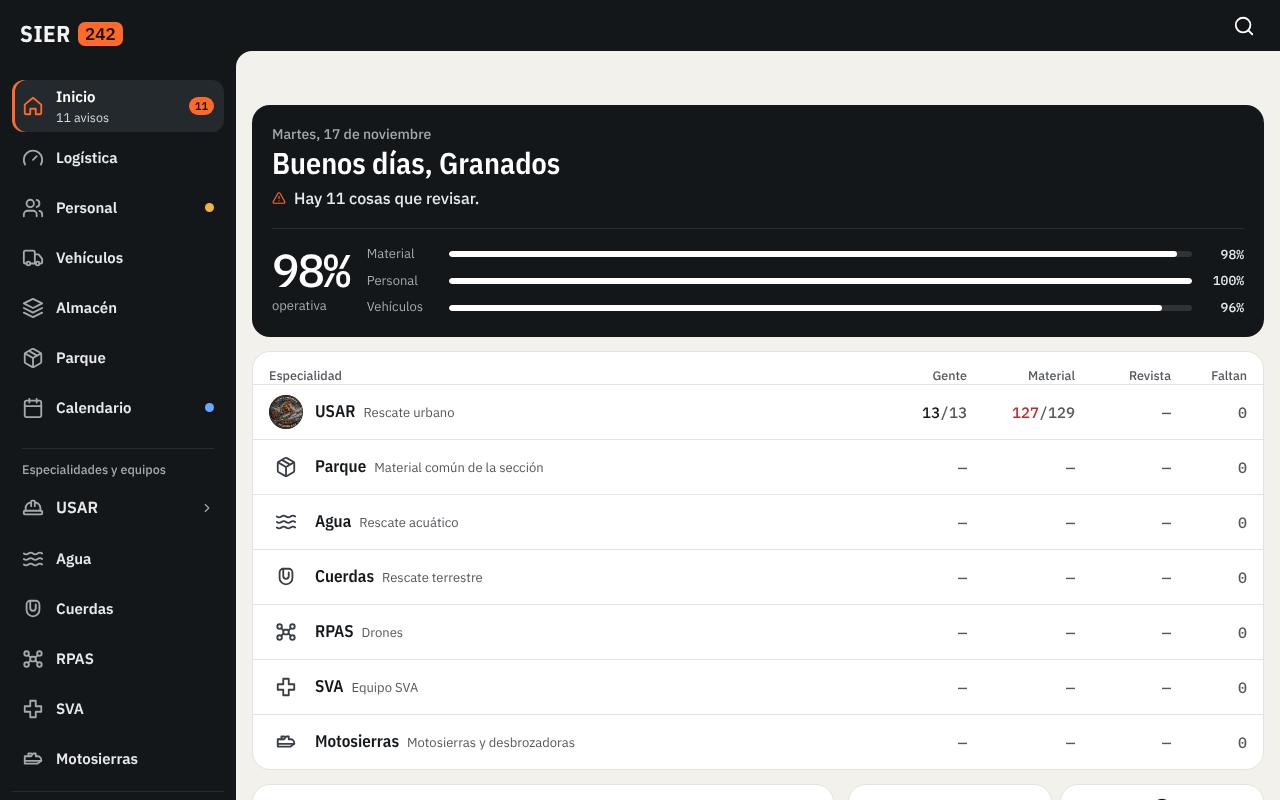 SIER 242
Inicio
11 avisos
11
Logística
Personal
Vehículos
Almacén
Parque
Calendario
Especialidades y equipos
USAR
Agua
Cuerdas
RPAS
SVA
Motosierras
Martes, 17 de noviembre
Buenos días, Granados
Hay 11 cosas que revisar.
98%
operativa
Material 98%
Personal 100%
Vehículos 96%
Especialidad Gente Material Revista Faltan
USAR Rescate urbano 13/13 127/129 — 0
Parque Material común de la sección — — — 0
Agua Rescate acuático — — — 0
Cuerdas Rescate terrestre — — — 0
RPAS Drones — — — 0
SVA Equipo SVA — — — 0
Motosierras Motosierras y desbrozadoras — — — 0